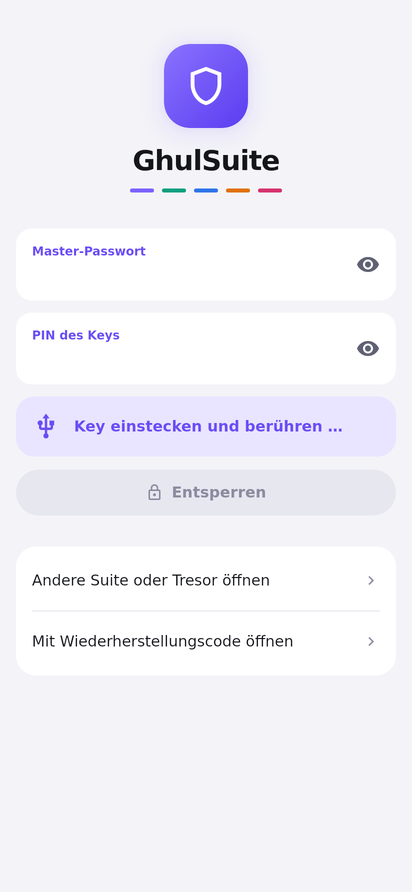 GhulSuite
Master-Passwort
PIN des Keys
Key einstecken und berühren …
Entsperren
Andere Suite oder Tresor öffnen
Mit Wiederherstellungscode öffnen